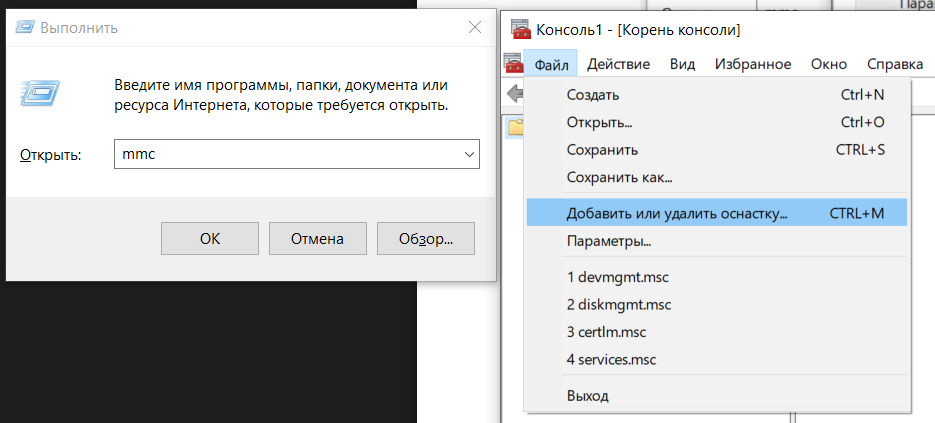 Выполнить
Введите имя программы, папки, документа или
ресурса Интернета, которые требуется открыть.
Открыть:
mmc
ОК
Отмена
Обзор...
Консоль1 - [Корень консоли]
Файл Действие Вид Избранное Окно Справка
Создать Ctrl+N
Открыть... Ctrl+O
Сохранить CTRL+S
Сохранить как...
Добавить или удалить оснастку... CTRL+M
Параметры...
1 devmgmt.msc
2 diskmgmt.msc
3 certlm.msc
4 services.msc
Выход